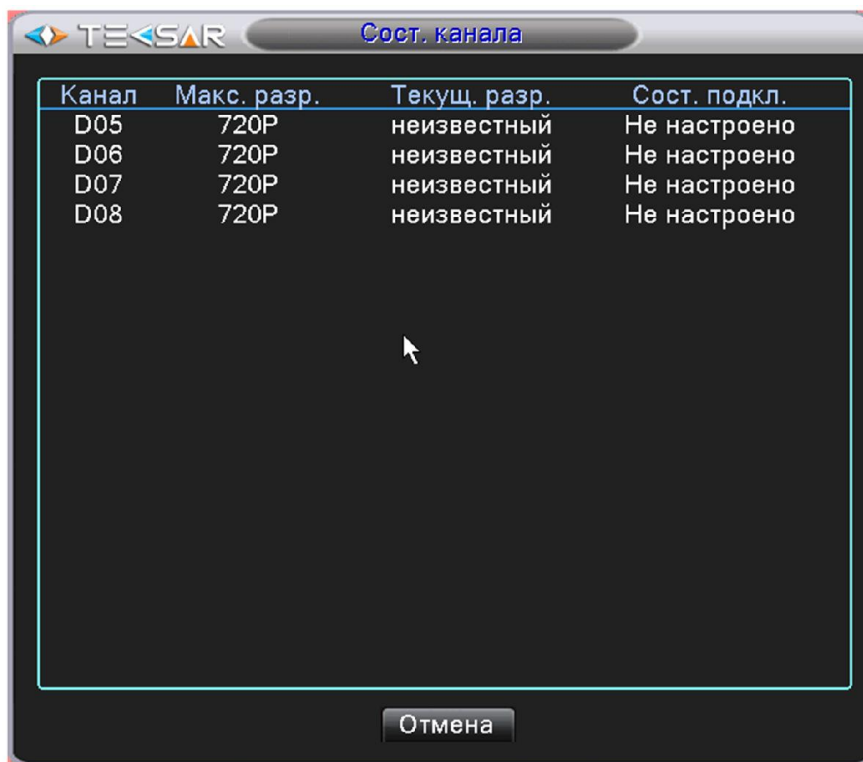 TECSAR Сост. канала
Канал Макс. разр. Текущ. разр. Сост. подкл.
D05 720P неизвестный Не настроено
D06 720P неизвестный Не настроено
D07 720P неизвестный Не настроено
D08 720P неизвестный Не настроено
Отмена